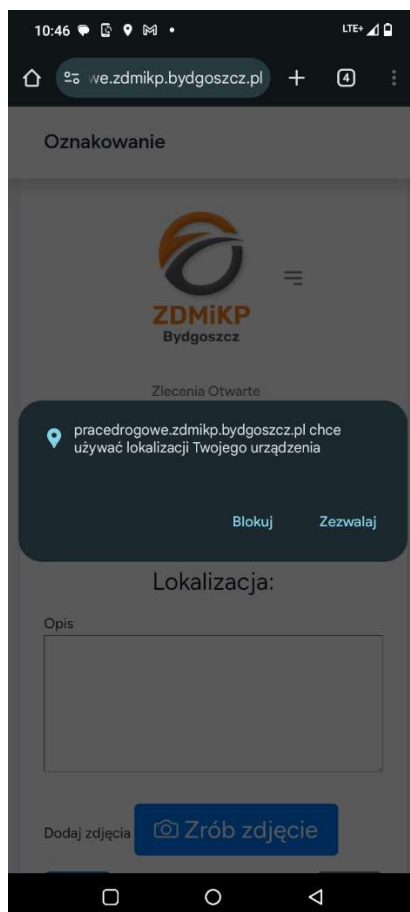 10:46
LTE+
we.zdmikp.bydgoszcz.pl
4
Oznakowanie
ZDMiKP
Bydgoszcz
Zlecenia Otwarte
pracedrogowe.zdmikp.bydgoszcz.pl chce
używać lokalizacji Twojego urządzenia
Blokuj Zezwalaj
Lokalizacja:
Opis
Dodaj zdjęcia Zrób zdjęcie